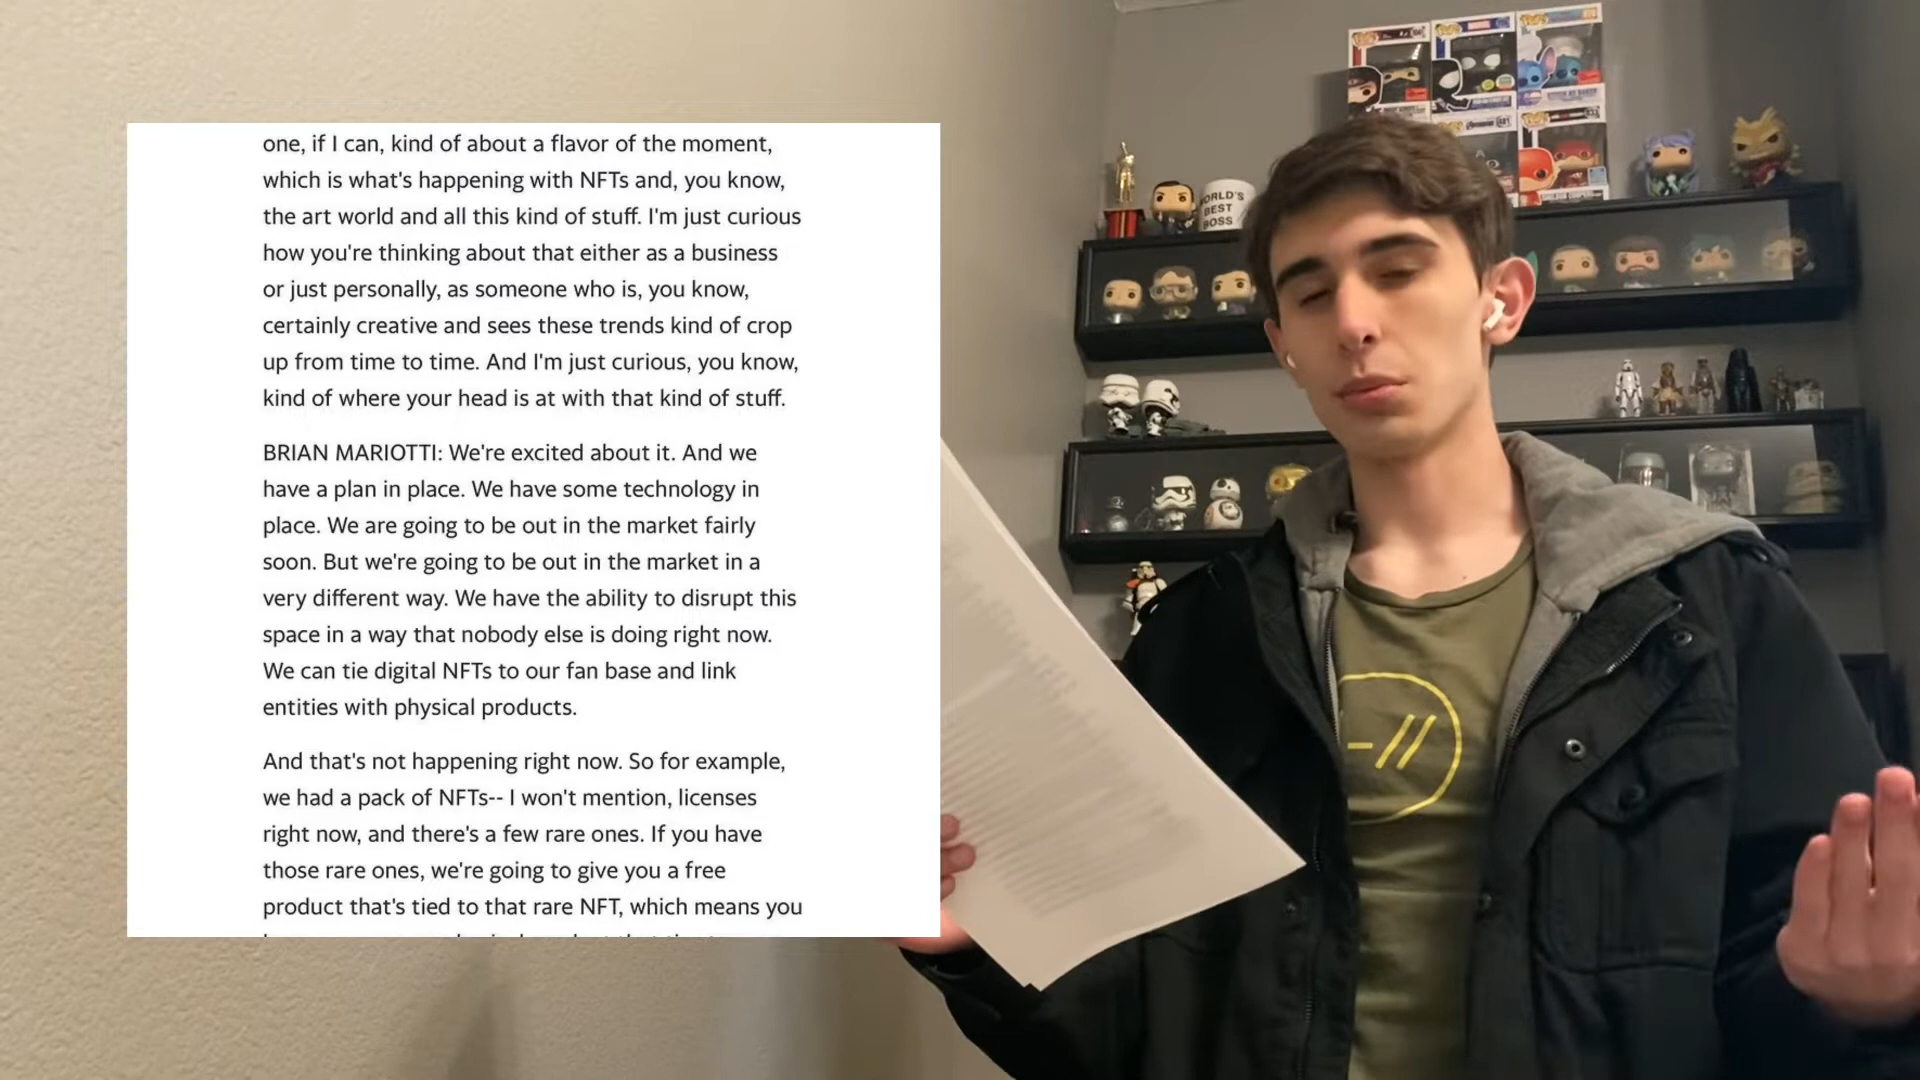 one, if I can, kind of about a flavor of the moment,
which is what's happening with NFTs and, you know,
the art world and all this kind of stuff. I'm just curious
how you're thinking about that either as a business
or just personally, as someone who is, you know,
certainly creative and sees these trends kind of crop
up from time to time. And I'm just curious, you know,
kind of where your head is at with that kind of stuff.
BRIAN MARIOTTI: We're excited about it. And we
have a plan in place. We have some technology in
place. We are going to be out in the market fairly
soon. But we're going to be out in the market in a
very different way. We have the ability to disrupt this
space in a way that nobody else is doing right now.
We can tie digital NFTs to our fan base and link
entities with physical products.
And that's not happening right now. So for example,
we had a pack of NFTs-- I won't mention, licenses
right now, and there's a few rare ones. If you have
those rare ones, we're going to give you a free
product that's tied to that rare NFT, which means you
WORLD'S
BEST
BOSS